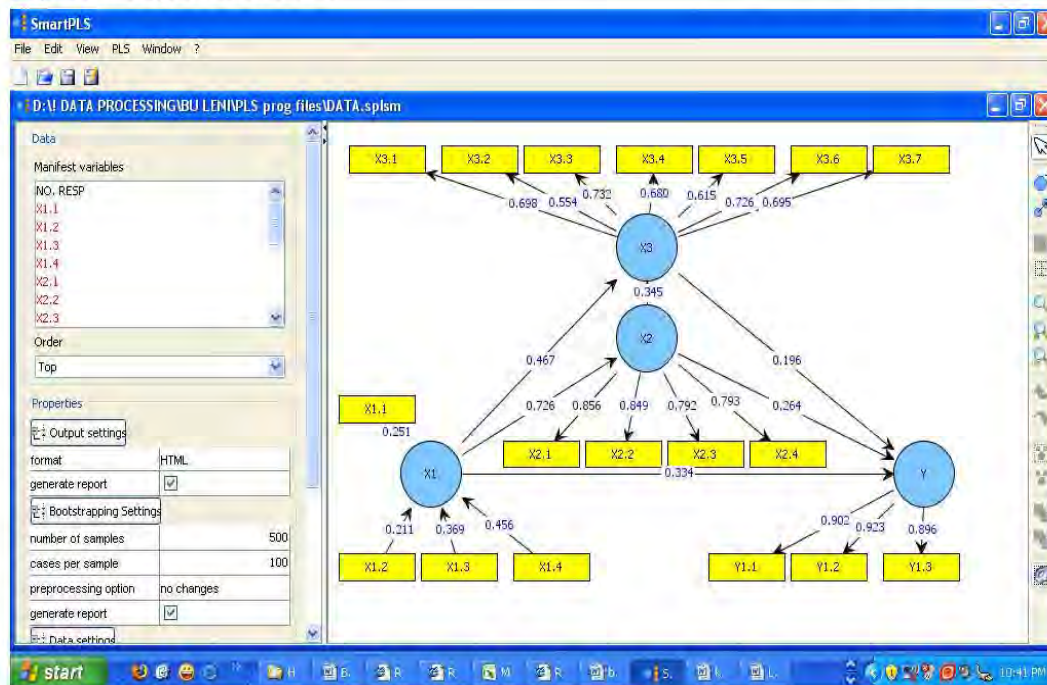 SmartPLS
File Edit View PLS Window ?
D:\! DATA PROCESSING\BU LENI\PLS prog files\DATA.splsm
Data
Manifest variables
NO. RESP
X1.1
X1.2
X1.3
X1.4
X2.1
X2.2
X2.3
Order
Top
Properties
Output settings
format HTML
generate report
Bootstrapping Settings
number of samples 500
cases per sample 100
preprocessing option no changes
generate report
Data settings
X3.1 X3.2 X3.3 X3.4 X3.5 X3.6 X3.7
0.698 0.554 0.732 0.680 0.615 0.726 0.695
X3
0.345
X2
0.467 0.196
0.726 0.856 0.849 0.792 0.793 0.264
X1.1
0.251
X2.1 X2.2 X2.3 X2.4
X1 0.334 Y
0.211 0.369 0.456 0.902 0.923 0.896
X1.2 X1.3 X1.4 Y1.1 Y1.2 Y1.3
start H B. R R M R b. S. L. 10:41 PM